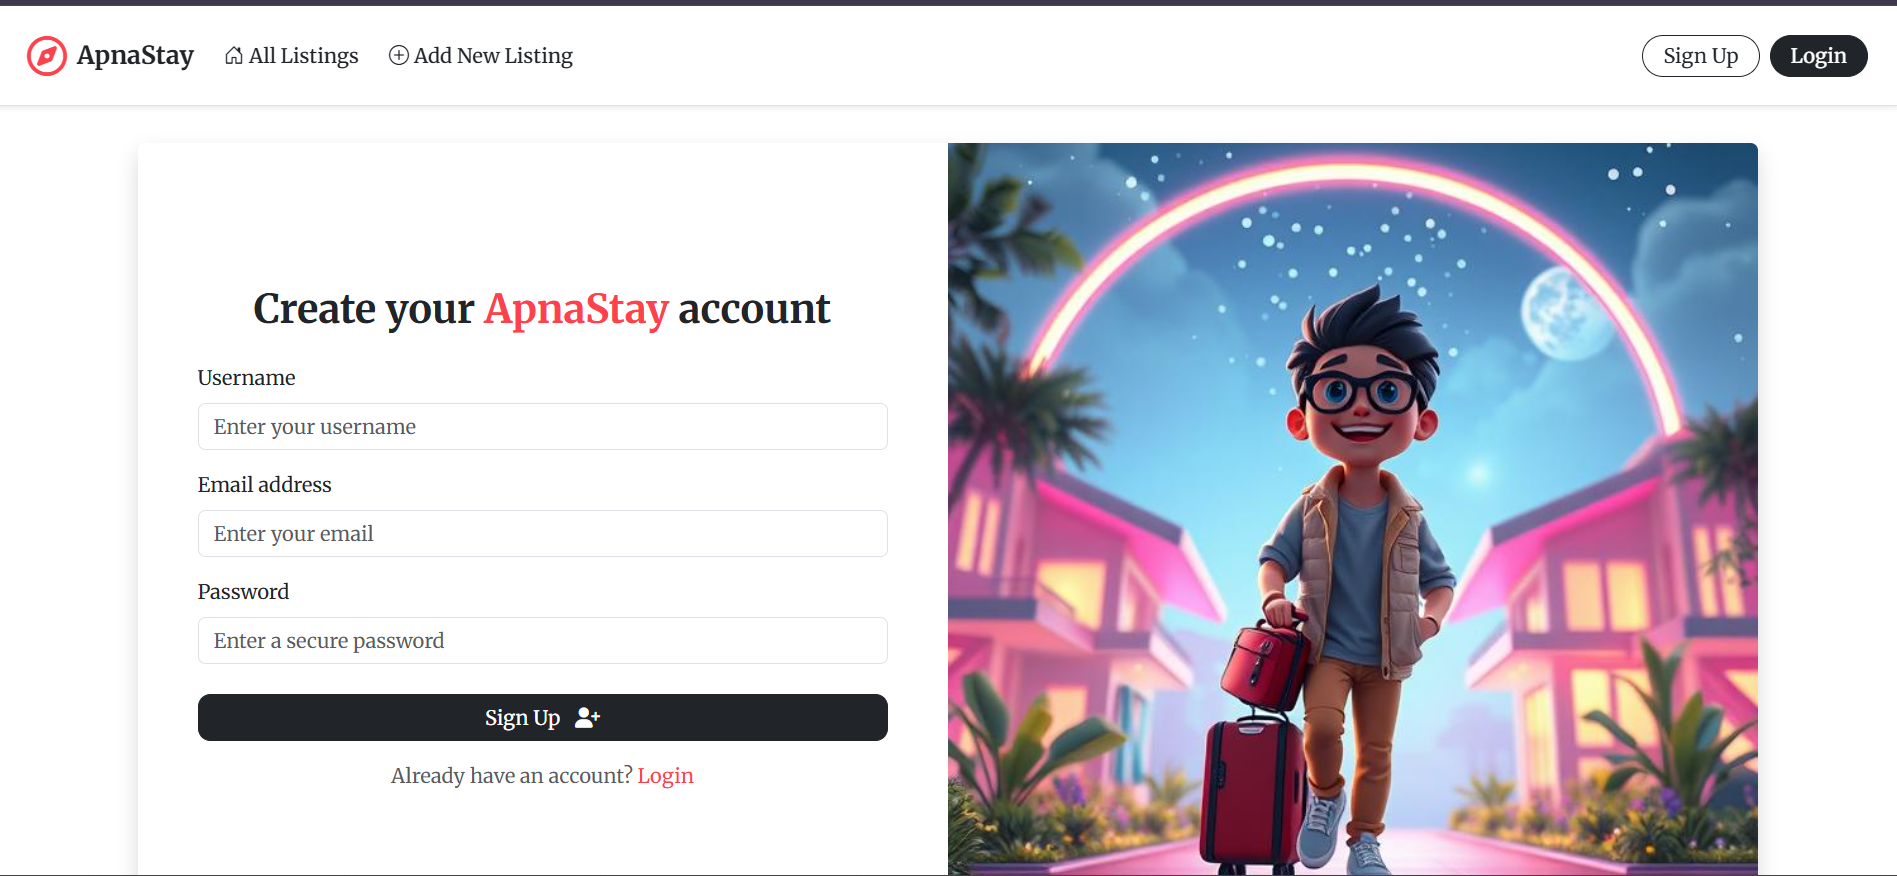 ApnaStay All Listings Add New Listing Sign Up Login
Create your ApnaStay account
Username
Enter your username
Email address
Enter your email
Password
Enter a secure password
Sign Up
Already have an account? Login